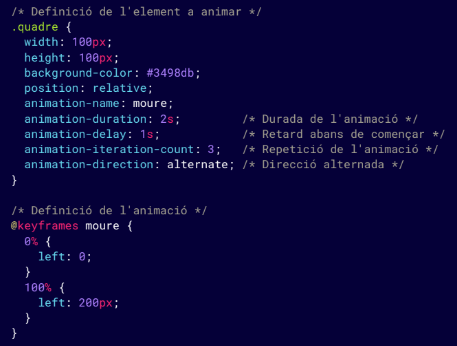 /* Definició de l'element a animar */
.quadre {
  width: 100px;
  height: 100px;
  background-color: #3498db;
  position: relative;
  animation-name: moure;
  animation-duration: 2s;         /* Durada de l'animació */
  animation-delay: 1s;            /* Retard abans de començar */
  animation-iteration-count: 3;   /* Repetició de l'animació */
  animation-direction: alternate; /* Direcció alternada */
}

/* Definició de l'animació */
@keyframes moure {
  0% {
    left: 0;
  }
  100% {
    left: 200px;
  }
}